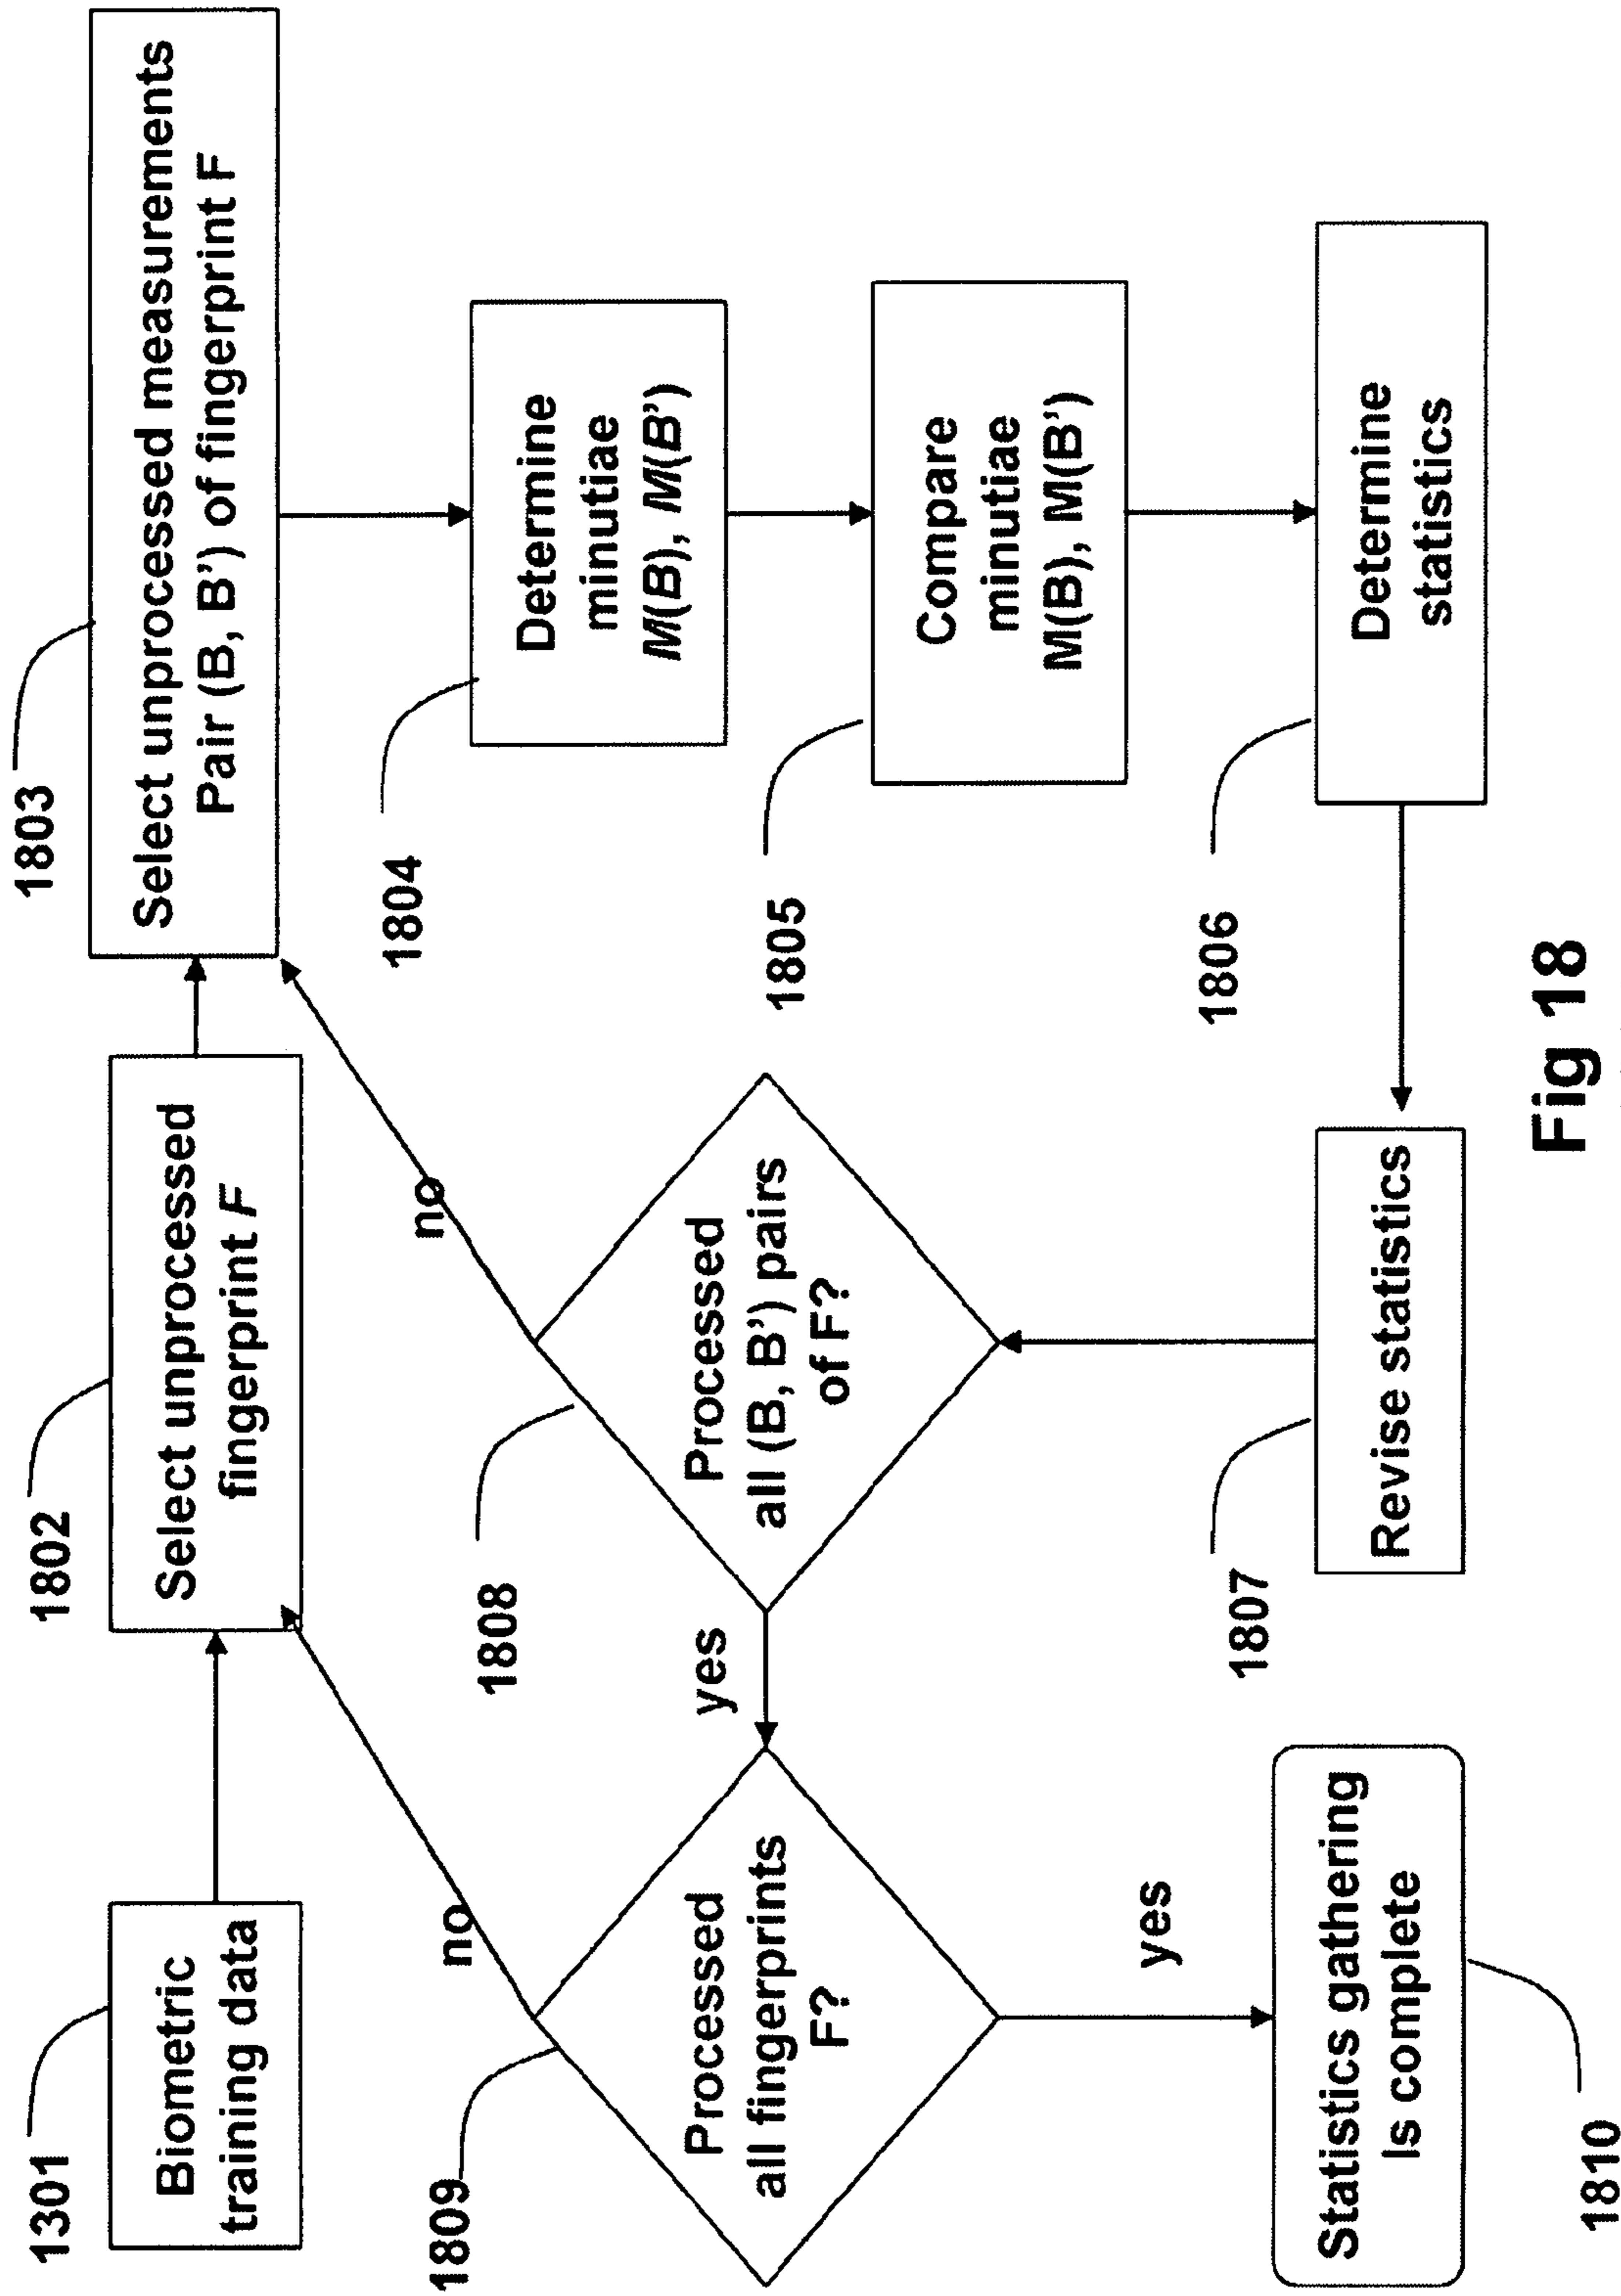 1301
Biometric
training data
1802
Select unprocessed
fingerprint F
1803
Select unprocessed measurements
Pair (B, B’) of fingerprint F
1804
Determine
minutiae
M(B), M(B’)
1805
Compare
minutiae
M(B), M(B’)
1806
Determine
statistics
1807
Revise statistics
1808
Processed
all (B, B’) pairs
of F?
no
yes
1809
Processed
all fingerprints
F?
no
yes
Statistics gathering
Is complete
1810
Fig 18